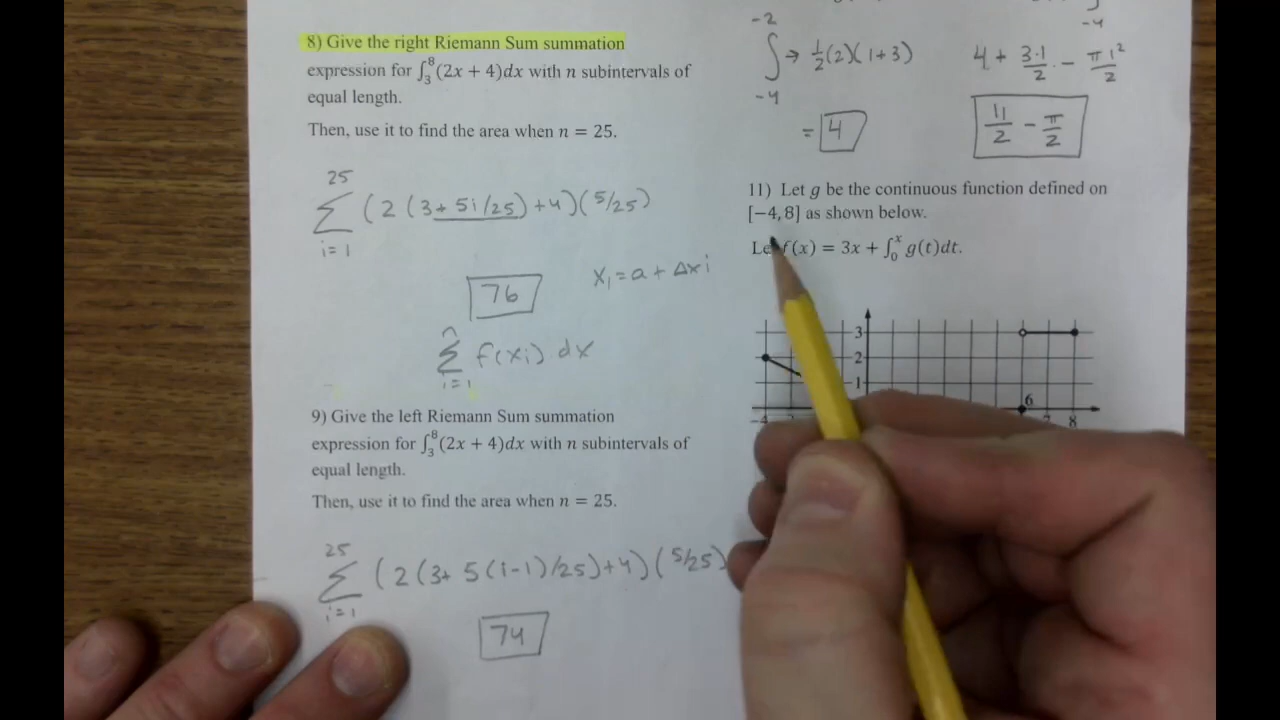 8) Give the right Riemann Sum summation
expression for ∫₃⁸(2x + 4)dx with n subintervals of
equal length.
Then, use it to find the area when n = 25.
25
∑ (2(3+5i/25)+4)(5/25)
i=1
76
xᵢ=a+Δxi
n
∑ f(xᵢ) dx
i=1
9) Give the left Riemann Sum summation
expression for ∫₃⁸(2x + 4)dx with n subintervals of
equal length.
Then, use it to find the area when n = 25.
25
∑ (2(3+5(i-1)/25)+4)(5/25)
i=1
74
-2
∫ → ½(2)(1+3)
-4
= 4
-4
4 + 3·1/2 - π1²/2
11/2 - π/2
11) Let g be the continuous function defined on
[−4, 8] as shown below.
f(x) = 3x + ∫₀ˣ g(t)dt.
3
2
1
6
8